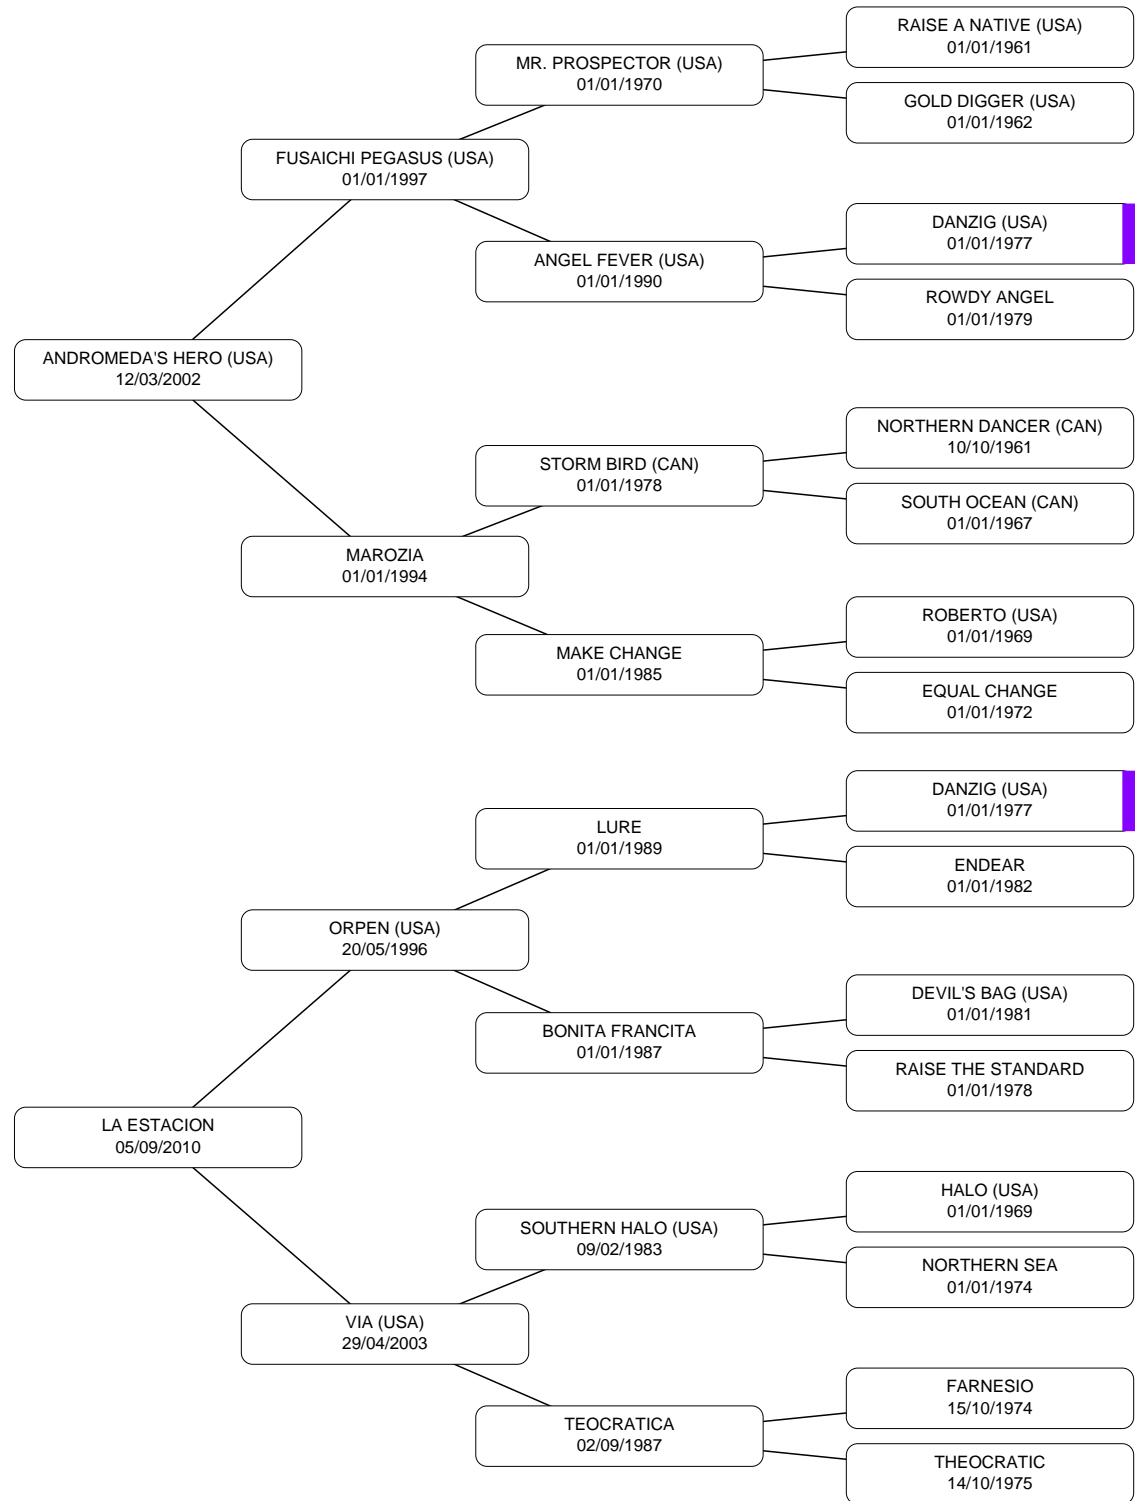 RAISE A NATIVE (USA)
01/01/1961
MR. PROSPECTOR (USA)
01/01/1970
GOLD DIGGER (USA)
01/01/1962
FUSAICHI PEGASUS (USA)
01/01/1997
DANZIG (USA)
01/01/1977
ANGEL FEVER (USA)
01/01/1990
ROWDY ANGEL
01/01/1979
ANDROMEDA'S HERO (USA)
12/03/2002
NORTHERN DANCER (CAN)
10/10/1961
STORM BIRD (CAN)
01/01/1978
SOUTH OCEAN (CAN)
01/01/1967
MAROZIA
01/01/1994
ROBERTO (USA)
01/01/1969
MAKE CHANGE
01/01/1985
EQUAL CHANGE
01/01/1972
DANZIG (USA)
01/01/1977
LURE
01/01/1989
ENDEAR
01/01/1982
ORPEN (USA)
20/05/1996
DEVIL'S BAG (USA)
01/01/1981
BONITA FRANCITA
01/01/1987
RAISE THE STANDARD
01/01/1978
LA ESTACION
05/09/2010
HALO (USA)
01/01/1969
SOUTHERN HALO (USA)
09/02/1983
NORTHERN SEA
01/01/1974
VIA (USA)
29/04/2003
FARNESIO
15/10/1974
TEOCRATICA
02/09/1987
THEOCRATIC
14/10/1975